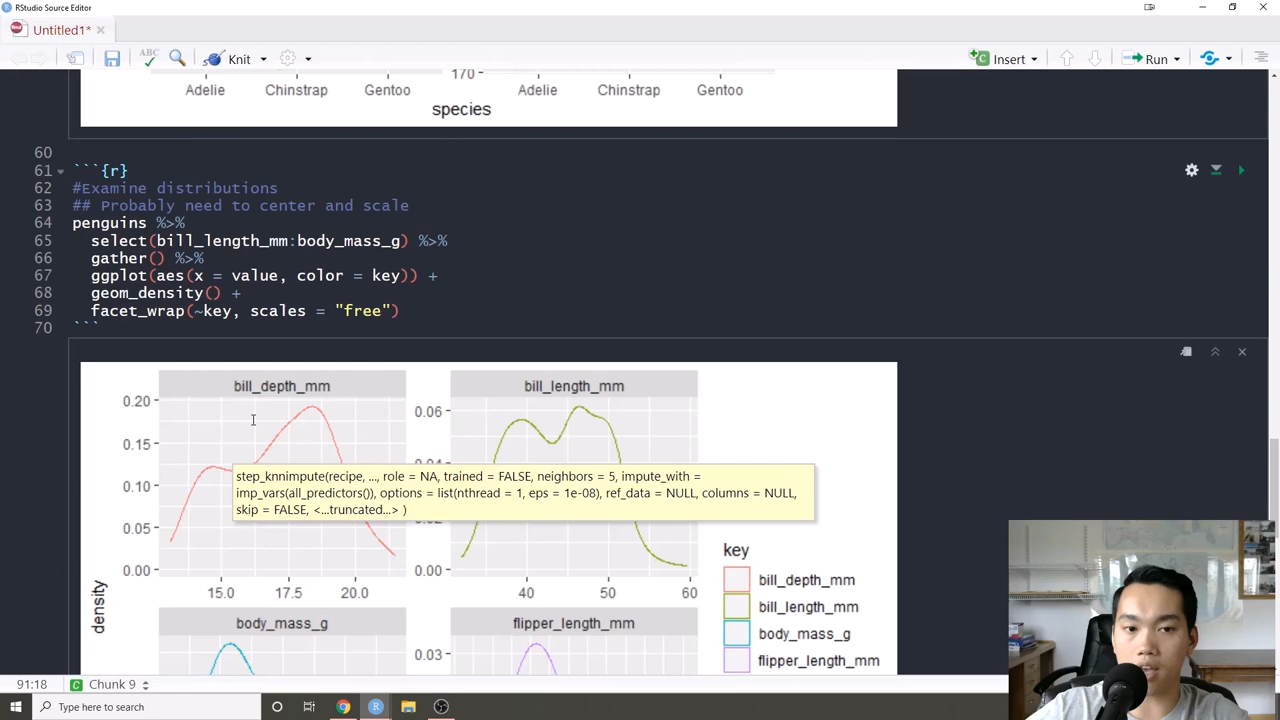 RStudio Source Editor
Untitled1*
ABC
Knit
Insert
Run
170
Adelie Chinstrap Gentoo Adelie Chinstrap Gentoo
species
60
61 ```{r}
62 #Examine distributions
63 ## Probably need to center and scale
64 penguins %>%
65 select(bill_length_mm:body_mass_g) %>%
66 gather() %>%
67 ggplot(aes(x = value, color = key)) +
68 geom_density() +
69 facet_wrap(~key, scales = "free")
70 ```
bill_depth_mm bill_length_mm
0.20
0.15
0.10
0.05
0.00
0.06
0.00
step_knnimpute(recipe, ..., role = NA, trained = FALSE, neighbors = 5, impute_with =
imp_vars(all_predictors()), options = list(nthread = 1, eps = 1e-08), ref_data = NULL, columns = NULL,
skip = FALSE, <...truncated...> )
15.0 17.5 20.0 40 50 60
density
body_mass_g flipper_length_mm
0.03
key
bill_depth_mm
bill_length_mm
body_mass_g
flipper_length_mm
91:18 Chunk 9
Type here to search